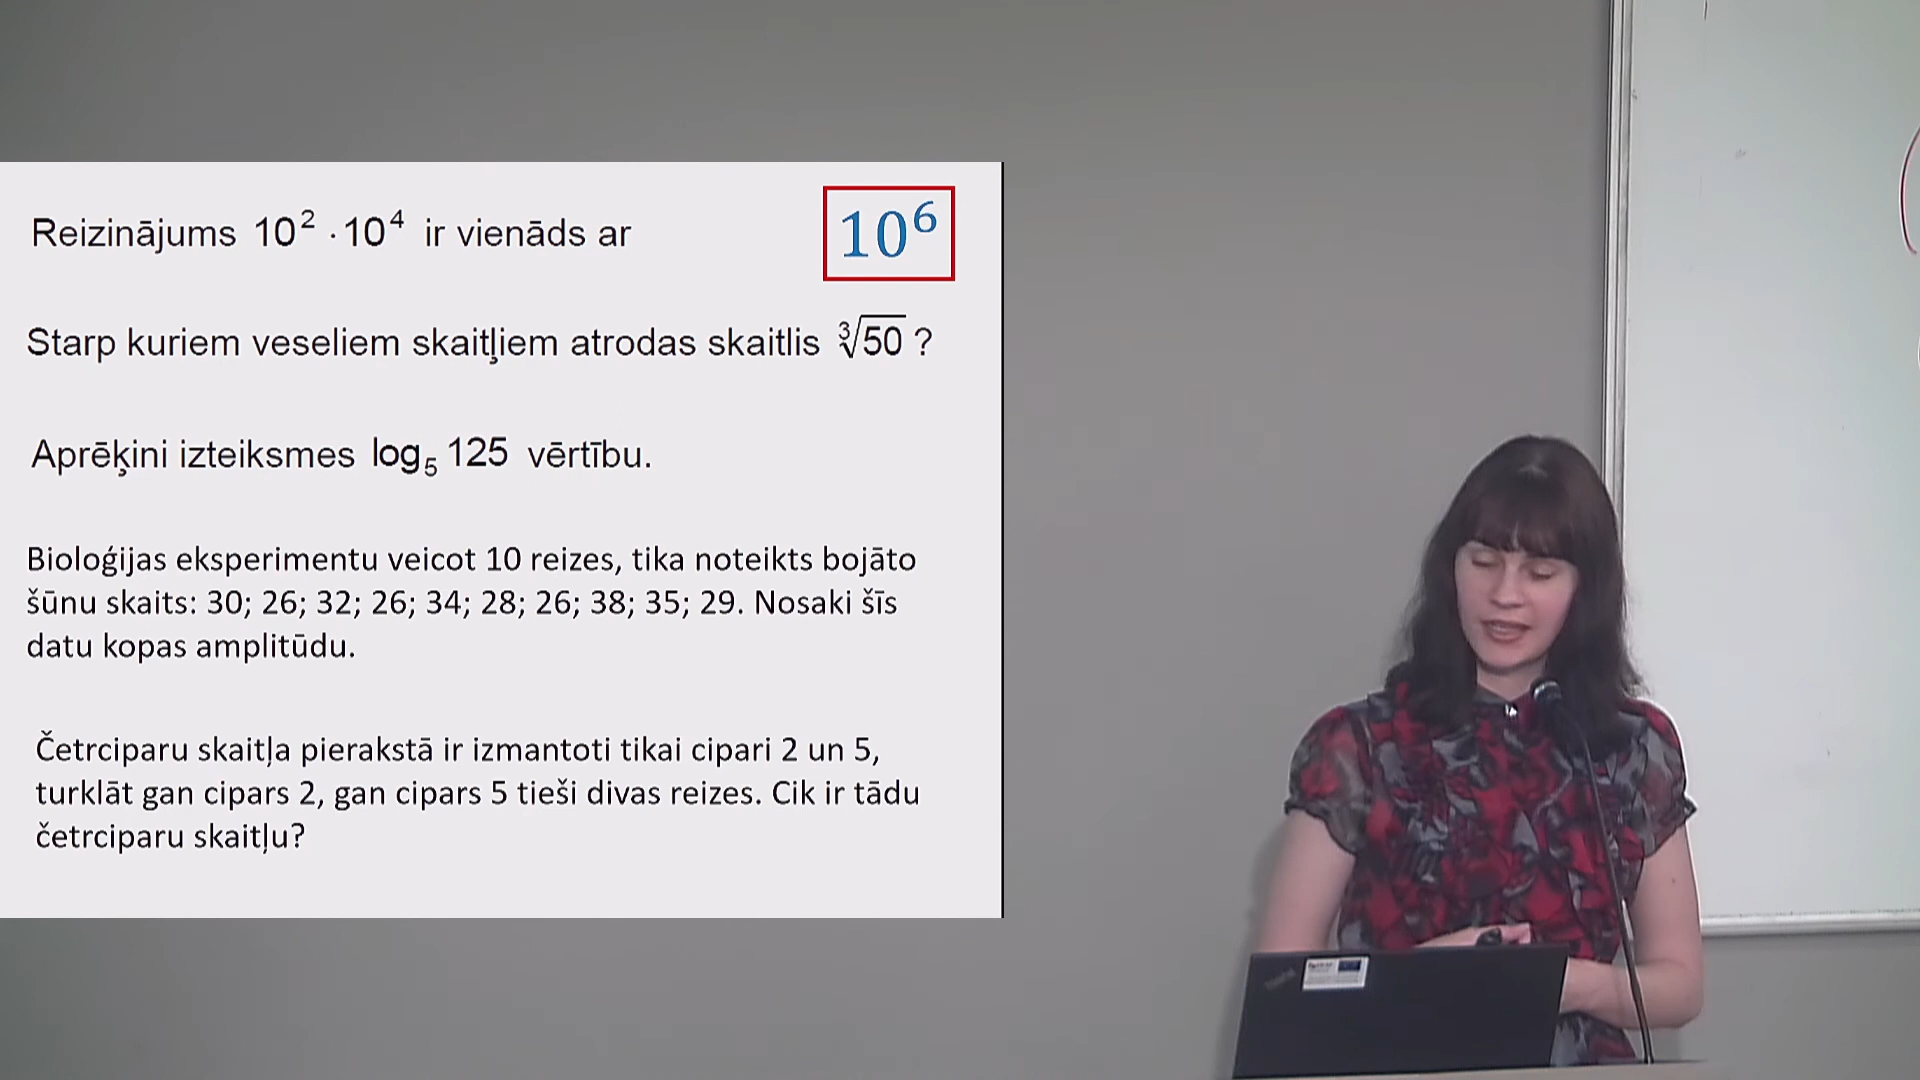 Reizinājums 10² · 10⁴ ir vienāds ar 10⁶
Starp kuriem veseliem skaitļiem atrodas skaitlis ∛50 ?
Aprēķini izteiksmes log₅ 125 vērtību.
Bioloģijas eksperimentu veicot 10 reizes, tika noteikts bojāto
šūnu skaits: 30; 26; 32; 26; 34; 28; 26; 38; 35; 29. Nosaki šīs
datu kopas amplitūdu.
Četrciparu skaitļa pierakstā ir izmantoti tikai cipari 2 un 5,
turklāt gan cipars 2, gan cipars 5 tieši divas reizes. Cik ir tādu
četrciparu skaitļu?